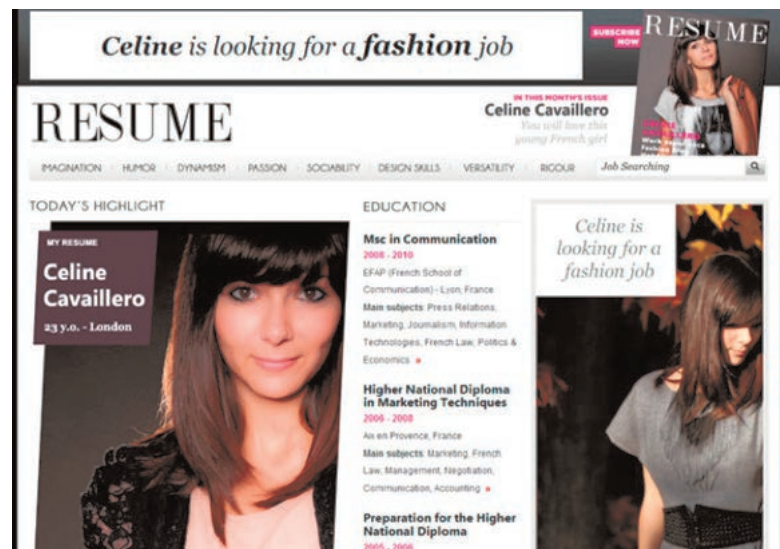 Celine is looking for a fashion job
SUBSCRIBE
NOW
RESUME
RESUME
IN THIS MONTH'S ISSUE
Celine Cavaillero
You will love this
young French girl
IMAGINATION
HUMOR
DYNAMISM
PASSION
SOCIABILITY
DESIGN SKILLS
VERSATILITY
RIGOUR
Job Searching
TODAY'S HIGHLIGHT
MY RESUME
Celine
Cavaillero
23 y.o. - London
EDUCATION
Msc in Communication
2008 - 2010
EFAP (French School of
Communication) - Lyon, France
Main subjects: Press Relations,
Marketing, Journalism, Information
Technologies, French Law, Politics &
Economics
Higher National Diploma
in Marketing Techniques
2006 - 2008
Aix en Provence, France
Main subjects: Marketing, French
Law, Management, Negotiation,
Communication, Accounting
Preparation for the Higher
National Diploma
2005 - 2006
Celine is
looking for a
fashion job